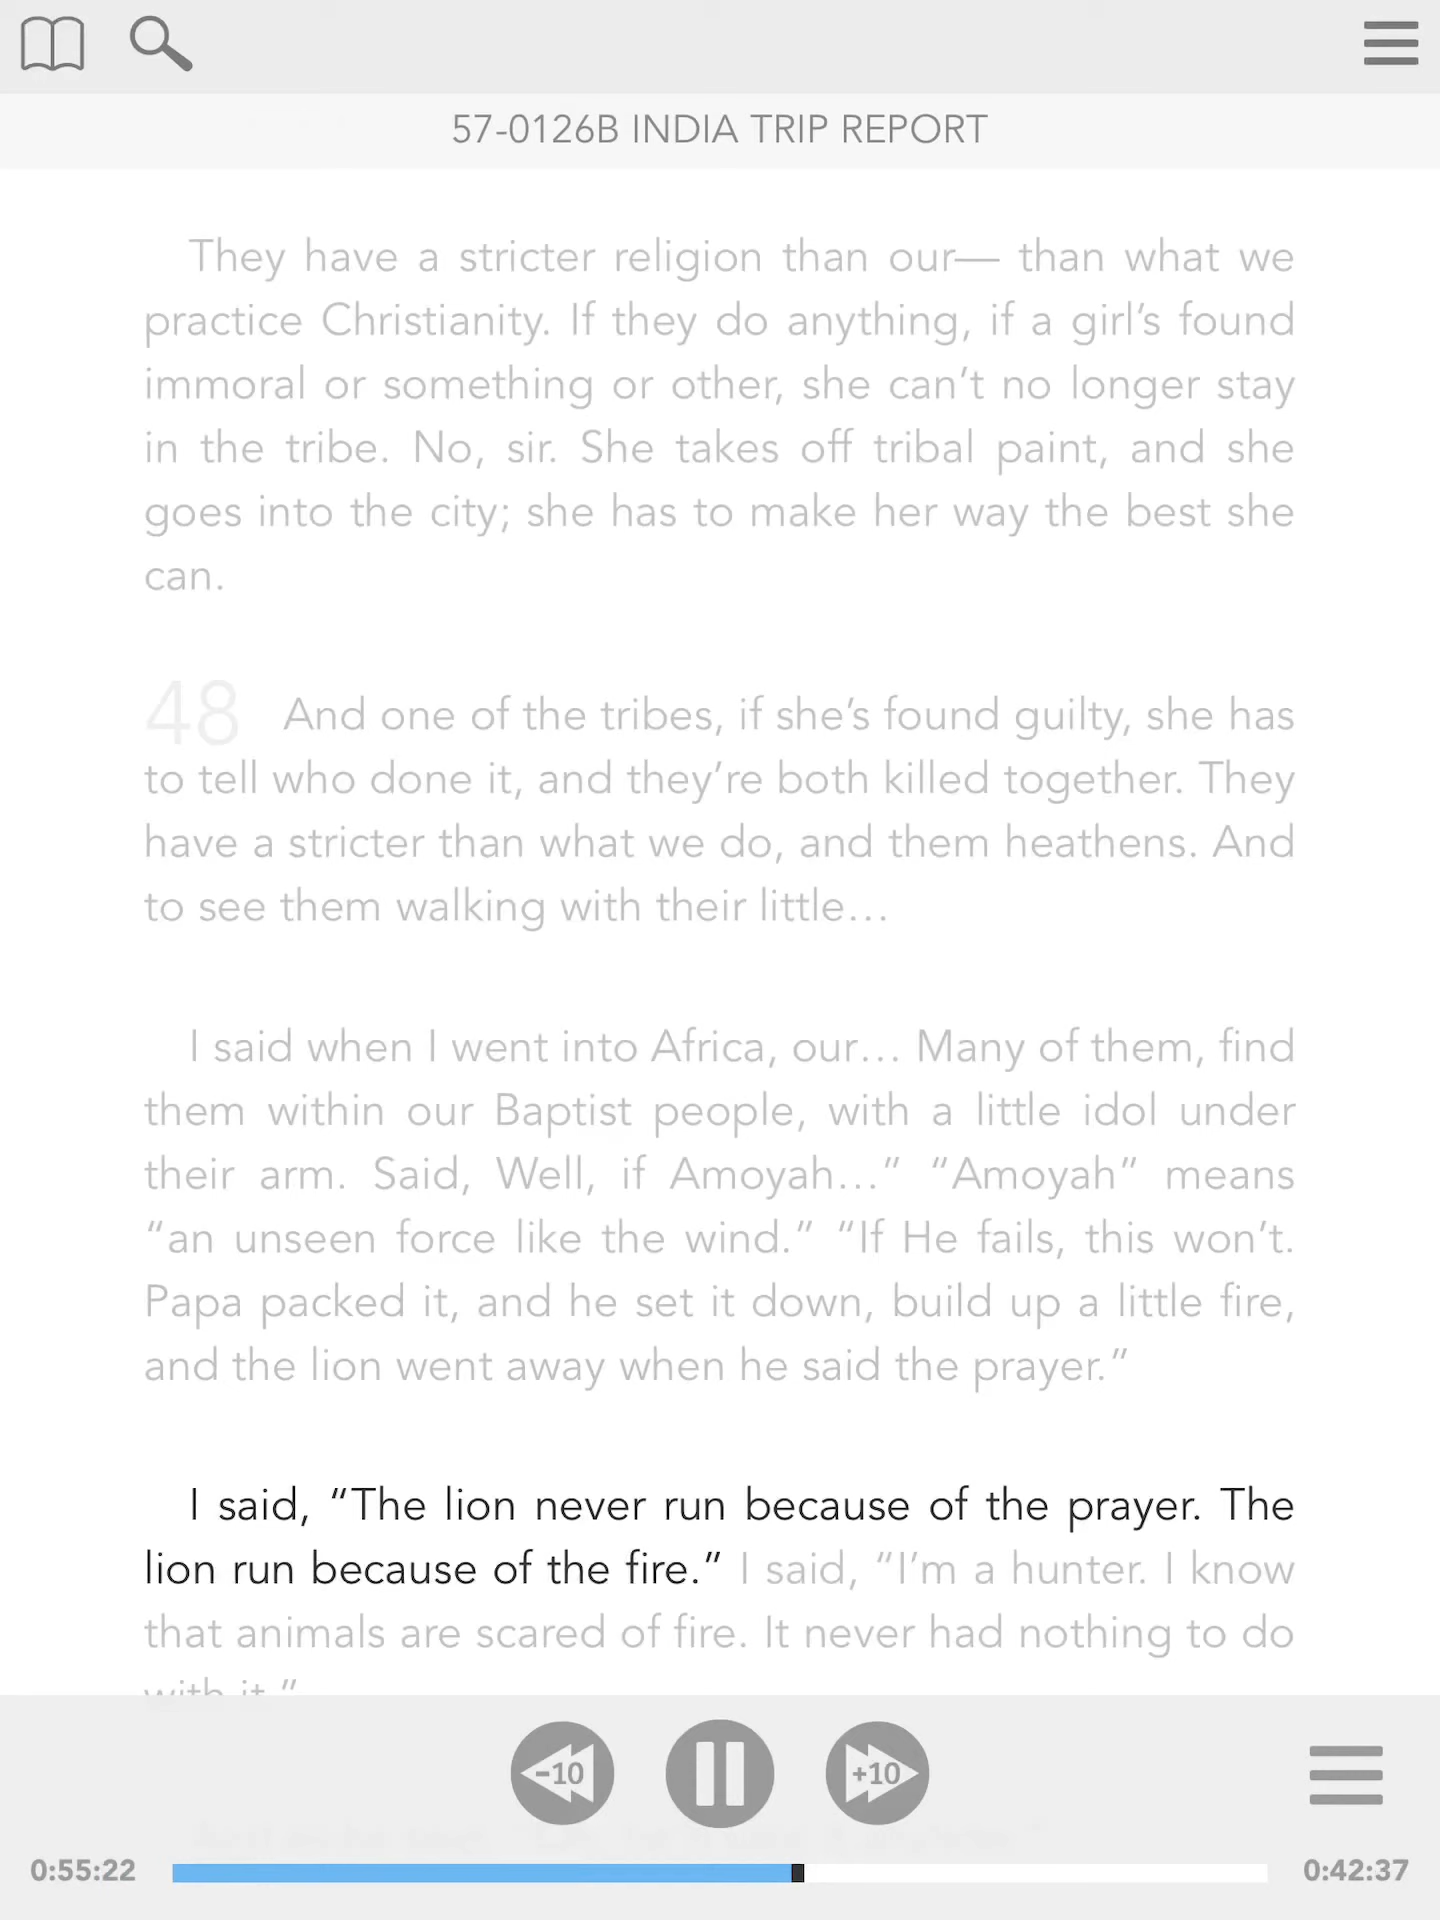 57-0126B INDIA TRIP REPORT
They have a stricter religion than our— than what we
practice Christianity. If they do anything, if a girl’s found
immoral or something or other, she can’t no longer stay
in the tribe. No, sir. She takes off tribal paint, and she
goes into the city; she has to make her way the best she
can.
48 And one of the tribes, if she’s found guilty, she has
to tell who done it, and they’re both killed together. They
have a stricter than what we do, and them heathens. And
to see them walking with their little…
I said when I went into Africa, our… Many of them, find
them within our Baptist people, with a little idol under
their arm. Said, Well, if Amoyah…” “Amoyah” means
“an unseen force like the wind.” “If He fails, this won’t.
Papa packed it, and he set it down, build up a little fire,
and the lion went away when he said the prayer.”
I said, “The lion never run because of the prayer. The
lion run because of the fire.” I said, “I’m a hunter. I know
that animals are scared of fire. It never had nothing to do
with it.”
-10 +10
0:55:22 0:42:37